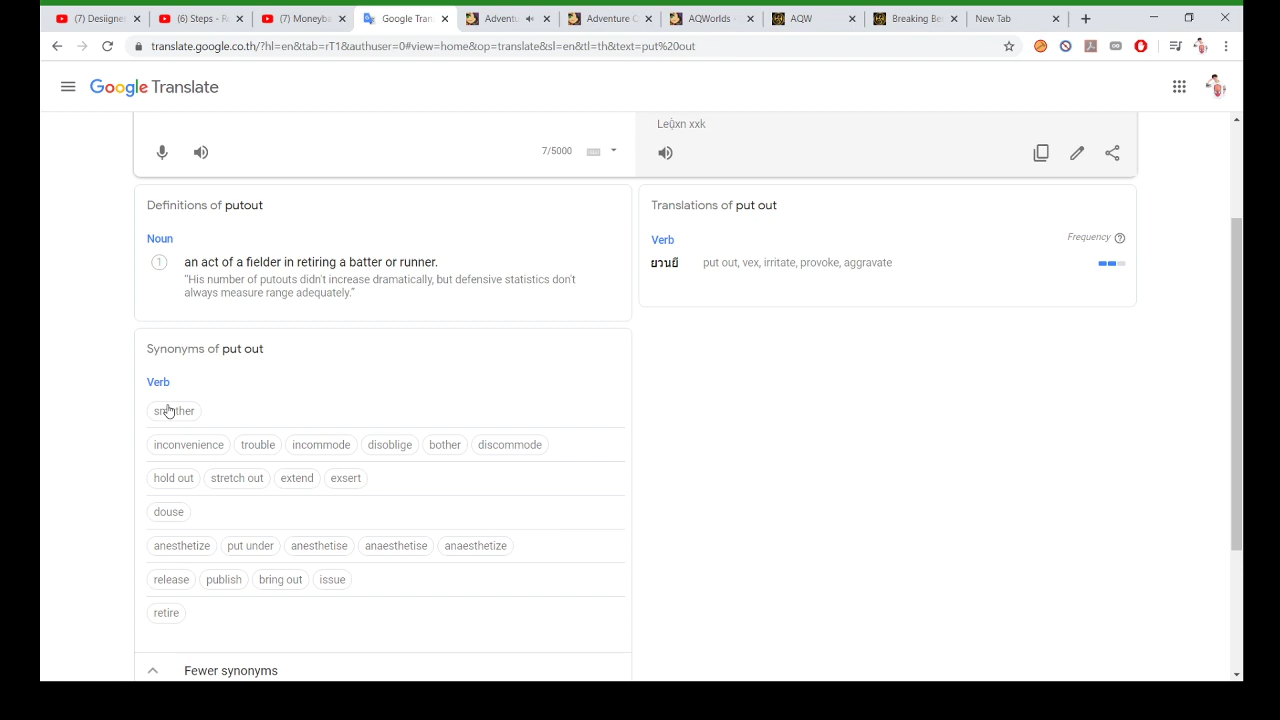 (7) Desiigner
(6) Steps - R
(7) Moneyba
Google Tran
Advent
Adventure C
AQWorlds -
AQW
Breaking Be
New Tab
translate.google.co.th/?hl=en&tab=rT1&authuser=0#view=home&op=translate&sl=en&tl=th&text=put%20out
Google Translate
Leụ̄xn xxk
7/5000
Definitions of putout
Noun
1 an act of a fielder in retiring a batter or runner.
"His number of putouts didn't increase dramatically, but defensive statistics don't
always measure range adequately."
Translations of put out
Verb
Frequency
ยวนยี put out, vex, irritate, provoke, aggravate
Synonyms of put out
Verb
smother
inconvenience trouble incommode disoblige bother discommode
hold out stretch out extend exsert
douse
anesthetize put under anesthetise anaesthetise anaesthetize
release publish bring out issue
retire
Fewer synonyms